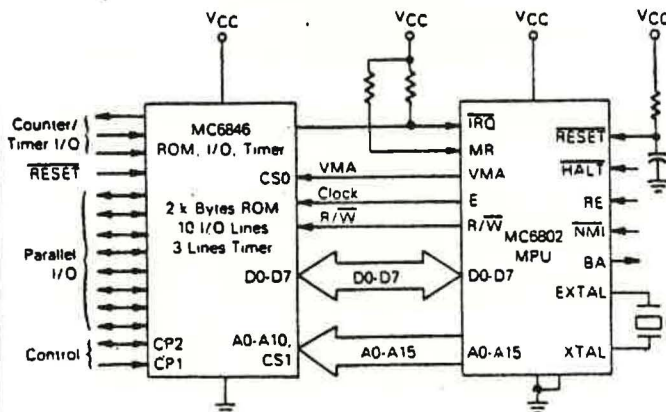 VCC
VCC
VCC
VCC
Counter/
Timer I/O
RESET
Parallel
I/O
Control
MC6846
ROM, I/O, Timer
CS0
2 k Bytes ROM
10 I/O Lines
3 Lines Timer
D0-D7
A0-A10,
CS1
CP2
CP1
VMA
Clock
R/W
D0-D7
A0-A15
IRQ
MR
VMA
E
R/W
MC6802
MPU
D0-D7
A0-A15
RESET
HALT
RE
NMI
BA
EXTAL
XTAL